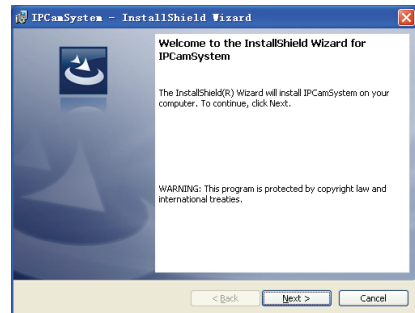 IPCamSystem - InstallShield Wizard
Welcome to the InstallShield Wizard for
IPCamSystem
The InstallShield(R) Wizard will install IPCamSystem on your
computer. To continue, click Next.
WARNING: This program is protected by copyright law and
international treaties.
< Back
Next >
Cancel